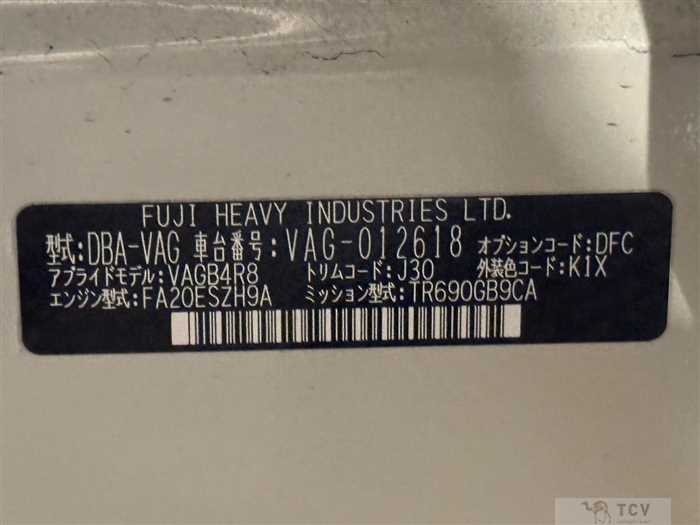 FUJI HEAVY INDUSTRIES LTD.
型式:DBA-VAG 車台番号:VAG-012618 オプションコード:DFC
アプライドモデル:VAGB4R8 トリムコード:J30 外装色コード:K1X
エンジン型式:FA20ESZH9A ミッション型式:TR690GB9CA
TCV